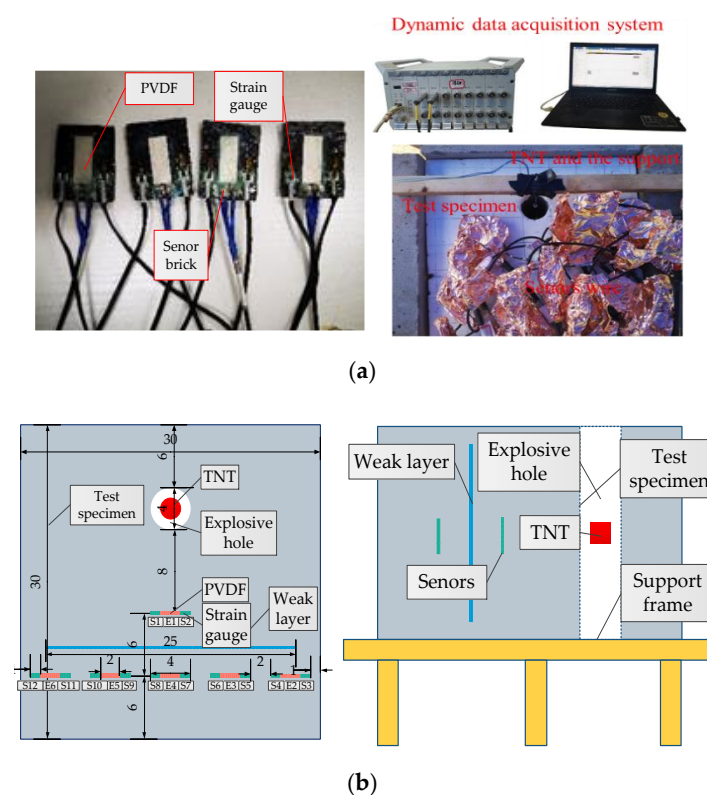 Dynamic data acquisition system
PVDF
Strain
gauge
Senor
brick
TNT and the support
Test specimen
(a)
30
6
TNT
4
Test
specimen
Explosive
hole
30
8
PVDF
Strain
gauge
Weak
layer
S1 E1 S2
6
25
2
4
2
1
S12 E6 S11
S10 E5 S9
S8 E4 S7
S6 E3 S5
S4 E2 S3
6
Weak layer
Explosive
hole
Test
specimen
TNT
Senors
Support
frame
(b)